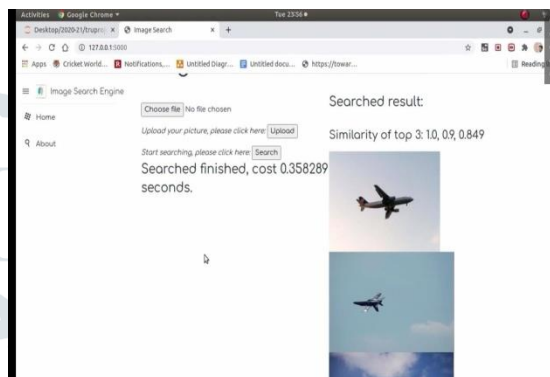 Activities Google Chrome ▾ Tue 23:56
Desktop/2020-21/truproj × Image Search × +
127.0.0.1:5000
Apps Cricket World... Notifications,... Untitled Diagr... Untitled docu... https://towar... Reading
Image Search Engine
Home
About
Choose file No file chosen
Upload your picture, please click here: Upload
Start searching, please click here: Search
Searched finished, cost 0.358289
seconds.
Searched result:
Similarity of top 3: 1.0, 0.9, 0.849